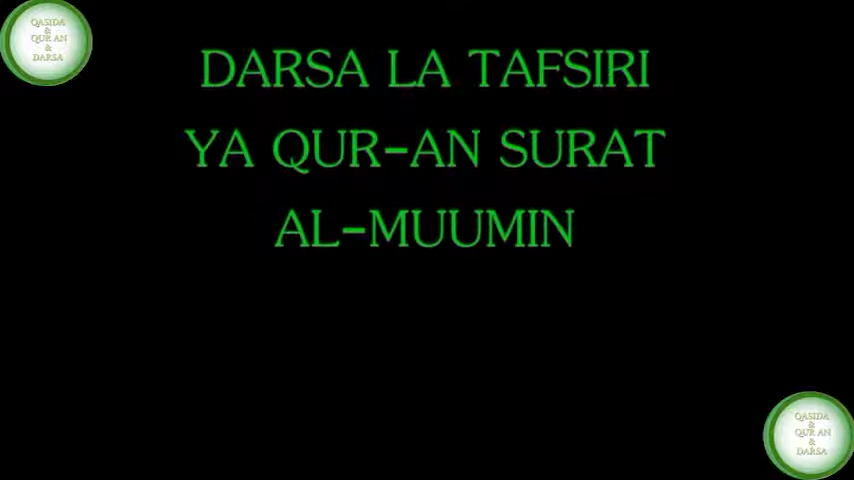 QASIDA
&
QUR AN
&
DARSA
DARSA LA TAFSIRI
YA QUR-AN SURAT
AL-MUUMIN
QASIDA
&
QUR AN
&
DARSA